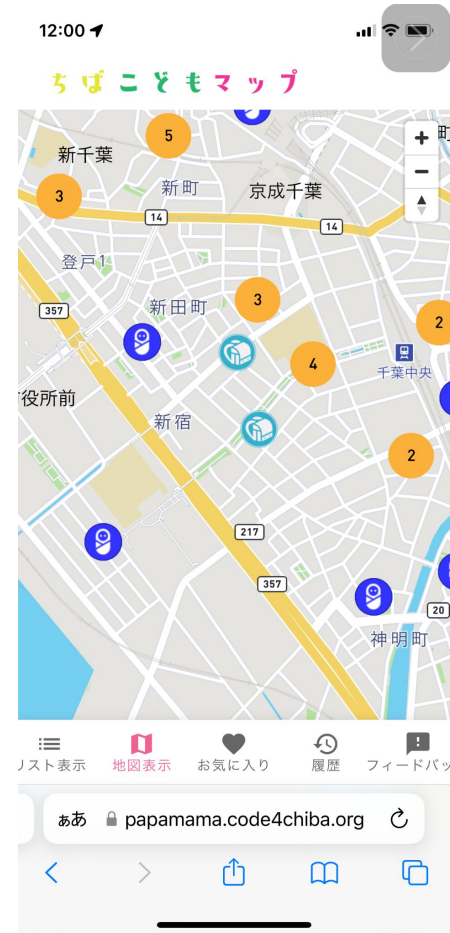 12:00
ちばこどもマップ
5
町
新千葉
新町
京成千葉
3
14
14
登戸1
357
新田町
3
2
4
千葉中央
役所前
新宿
2
217
357
20
神明町
リスト表示
地図表示
お気に入り
履歴
フィードバッ
ぁあ
papamama.code4chiba.org